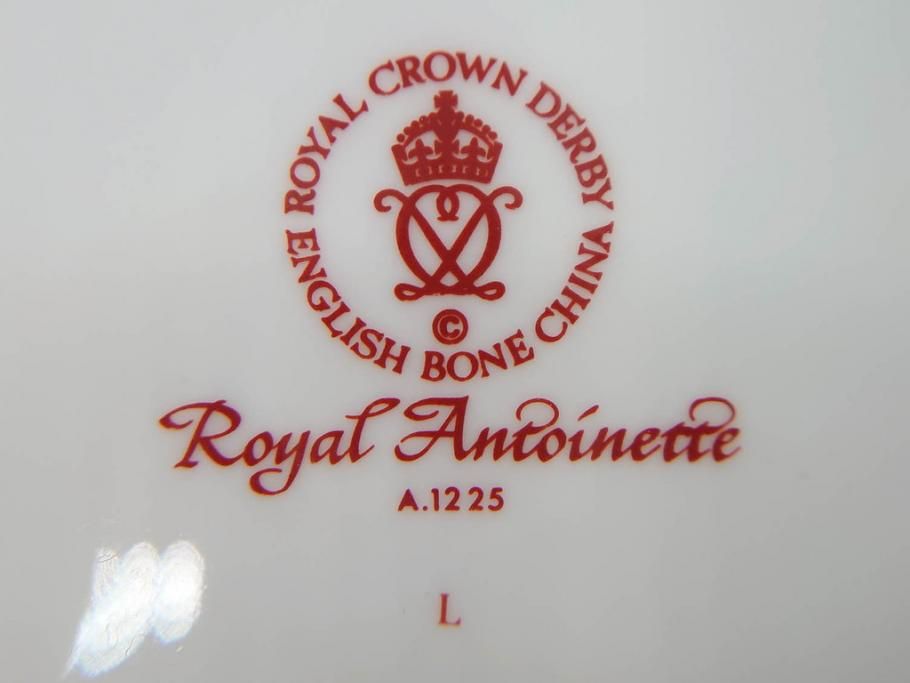 ROYAL CROWN DERBY
ENGLISH BONE CHINA
©
Royal Antoinette
A.1225
L